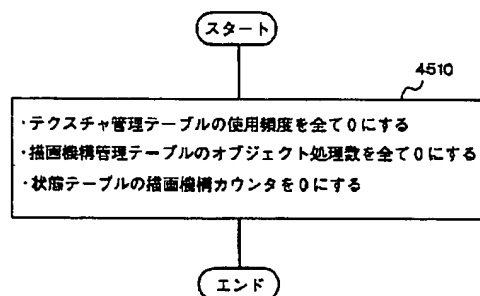 スタート
4510
・テクスチャ管理テーブルの使用頻度を全て0にする
・描画機構管理テーブルのオブジェクト処理数を全て0にする
・状態テーブルの描画機構カウンタを0にする
エンド